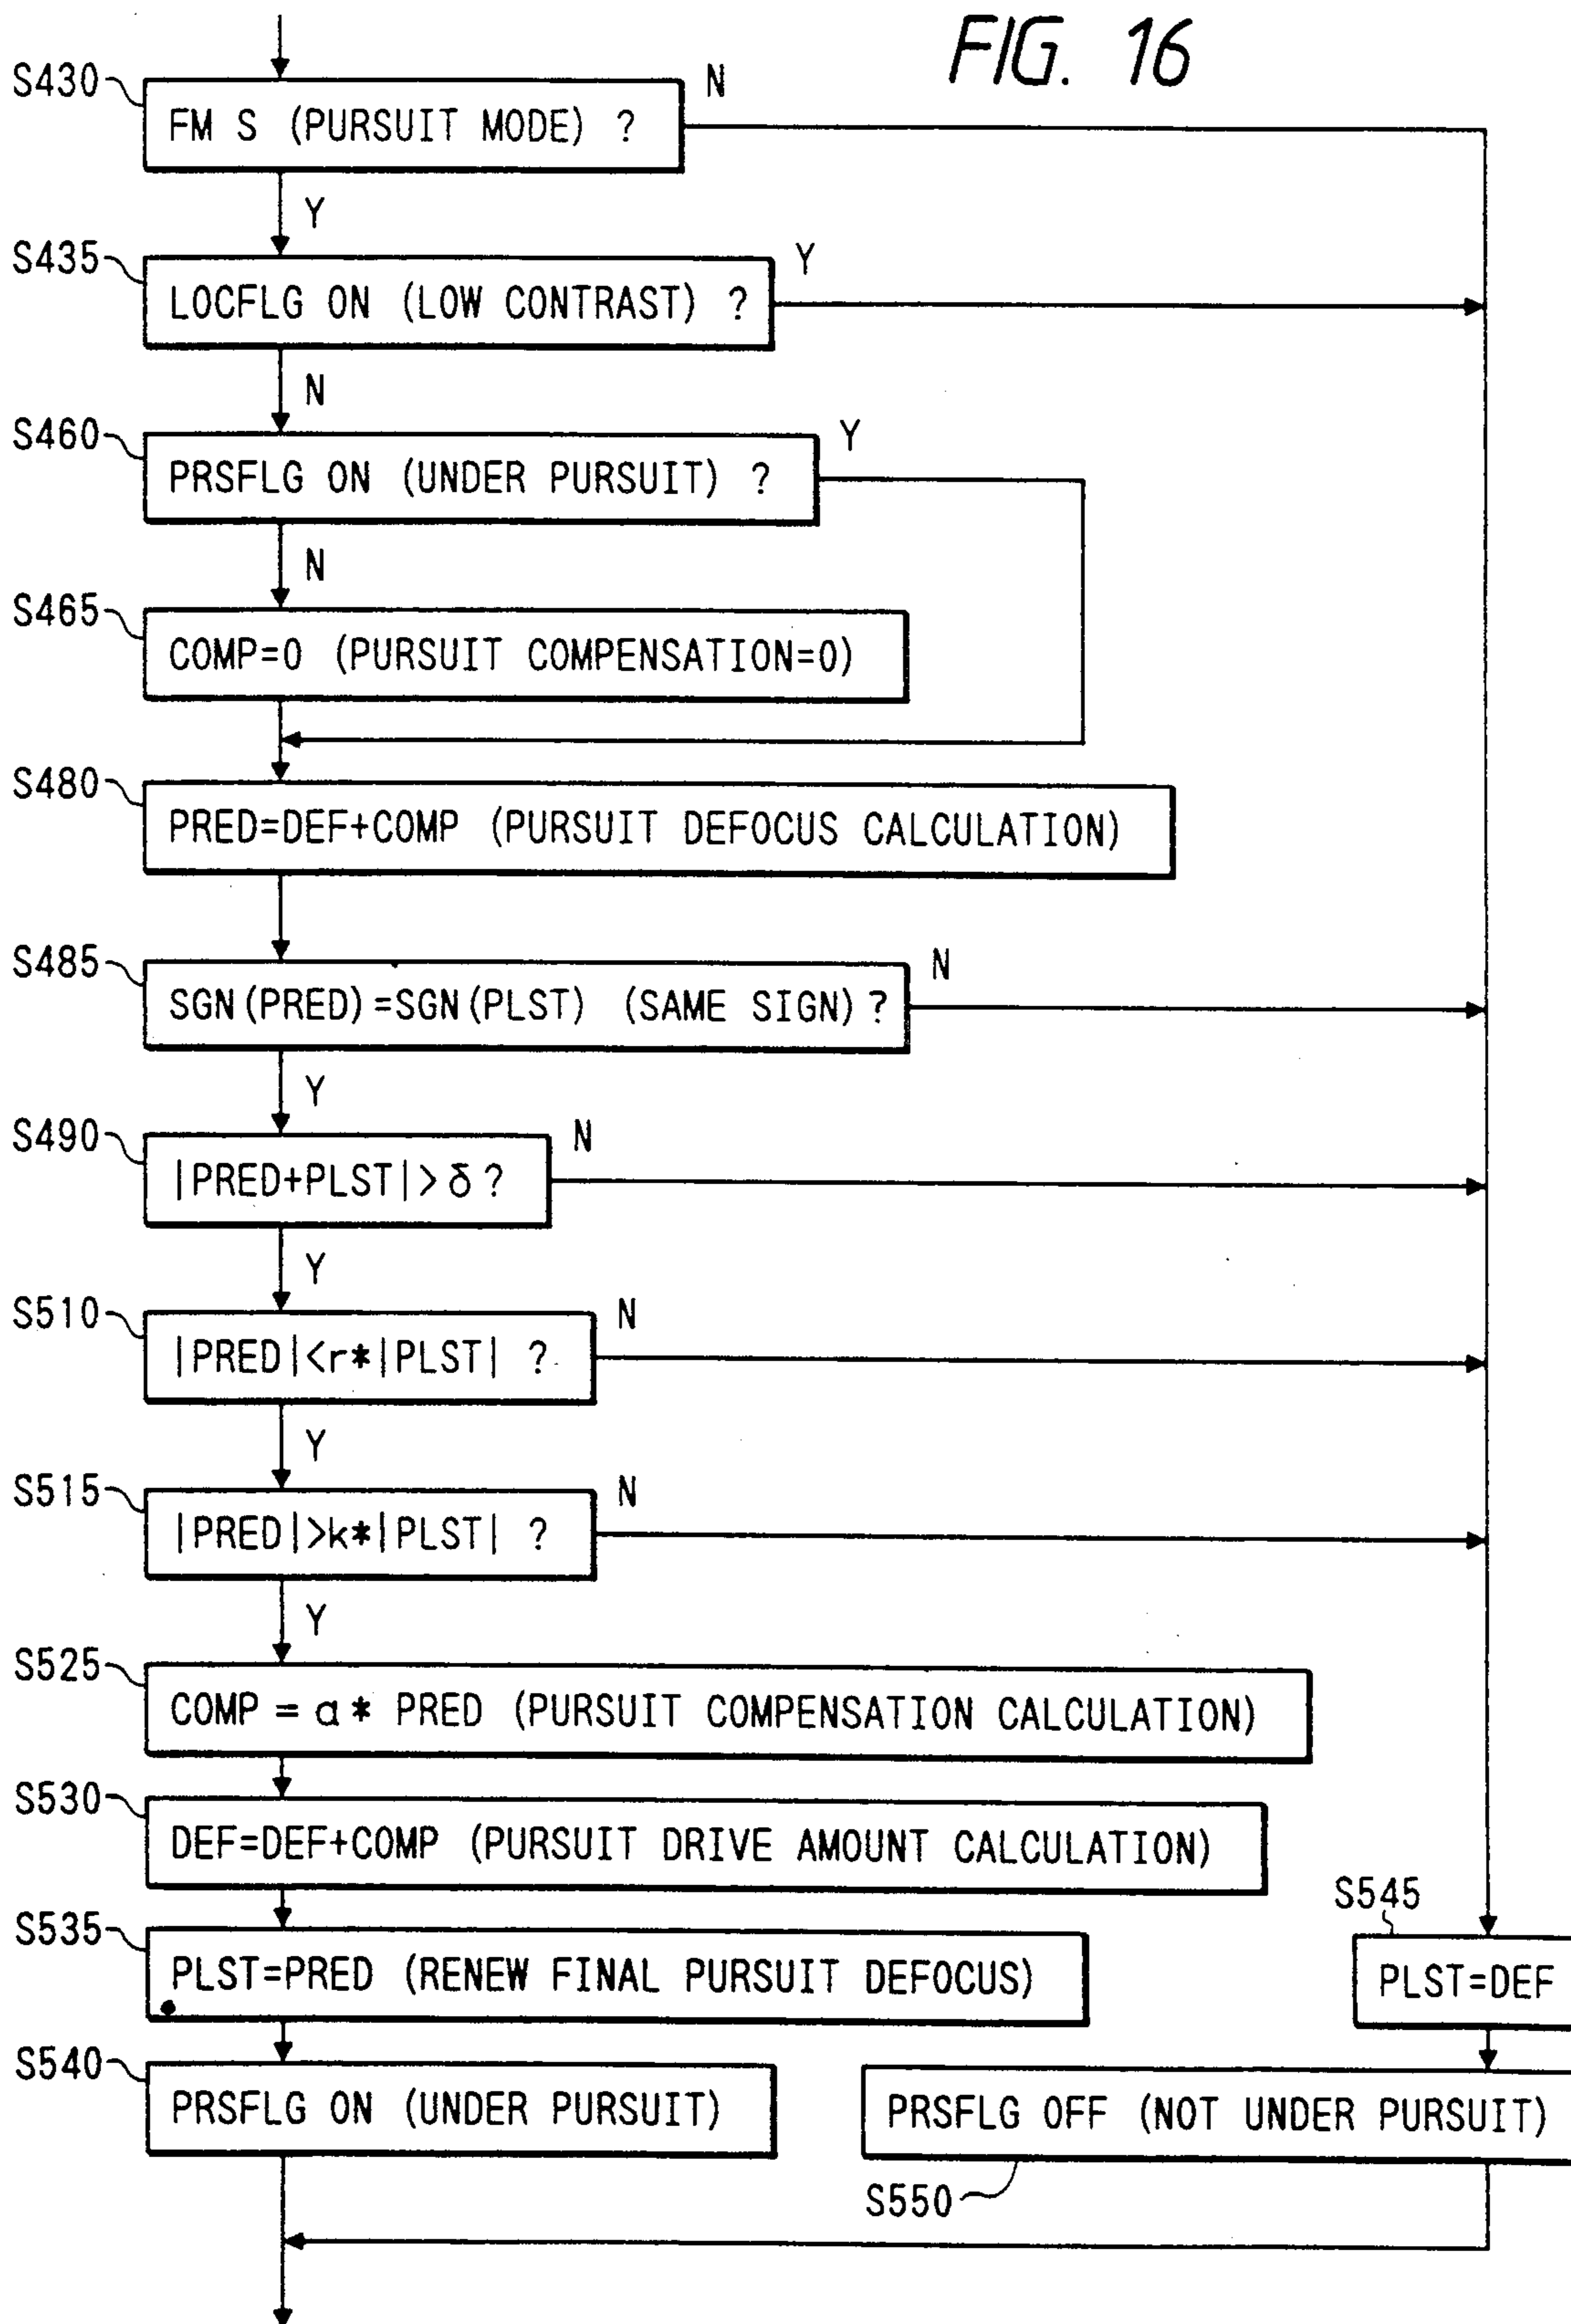 FIG. 16
S430
FM S (PURSUIT MODE) ?
N
Y
S435
LOCFLG ON (LOW CONTRAST) ?
Y
N
S460
PRSFLG ON (UNDER PURSUIT) ?
Y
N
S465
COMP=0 (PURSUIT COMPENSATION=0)
S480
PRED=DEF+COMP (PURSUIT DEFOCUS CALCULATION)
S485
SGN(PRED)=SGN(PLST) (SAME SIGN)?
N
Y
S490
|PRED+PLST|>δ?
N
Y
S510
|PRED|<r*|PLST| ?
N
Y
S515
|PRED|>k*|PLST| ?
N
Y
S525
COMP = α* PRED (PURSUIT COMPENSATION CALCULATION)
S530
DEF=DEF+COMP (PURSUIT DRIVE AMOUNT CALCULATION)
S535
PLST=PRED (RENEW FINAL PURSUIT DEFOCUS)
S545
PLST=DEF
S540
PRSFLG ON (UNDER PURSUIT)
PRSFLG OFF (NOT UNDER PURSUIT)
S550